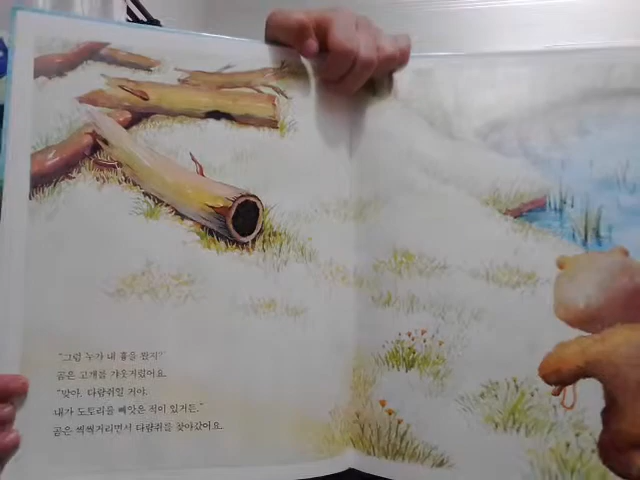 "그럼 누가 내 흉을 봤지?"
곰은 고개를 갸웃거렸어요.
"맞아. 다람쥐일 거야.
내가 도토리를 빼앗은 적이 있거든."
곰은 씩씩거리면서 다람쥐를 찾아갔어요.